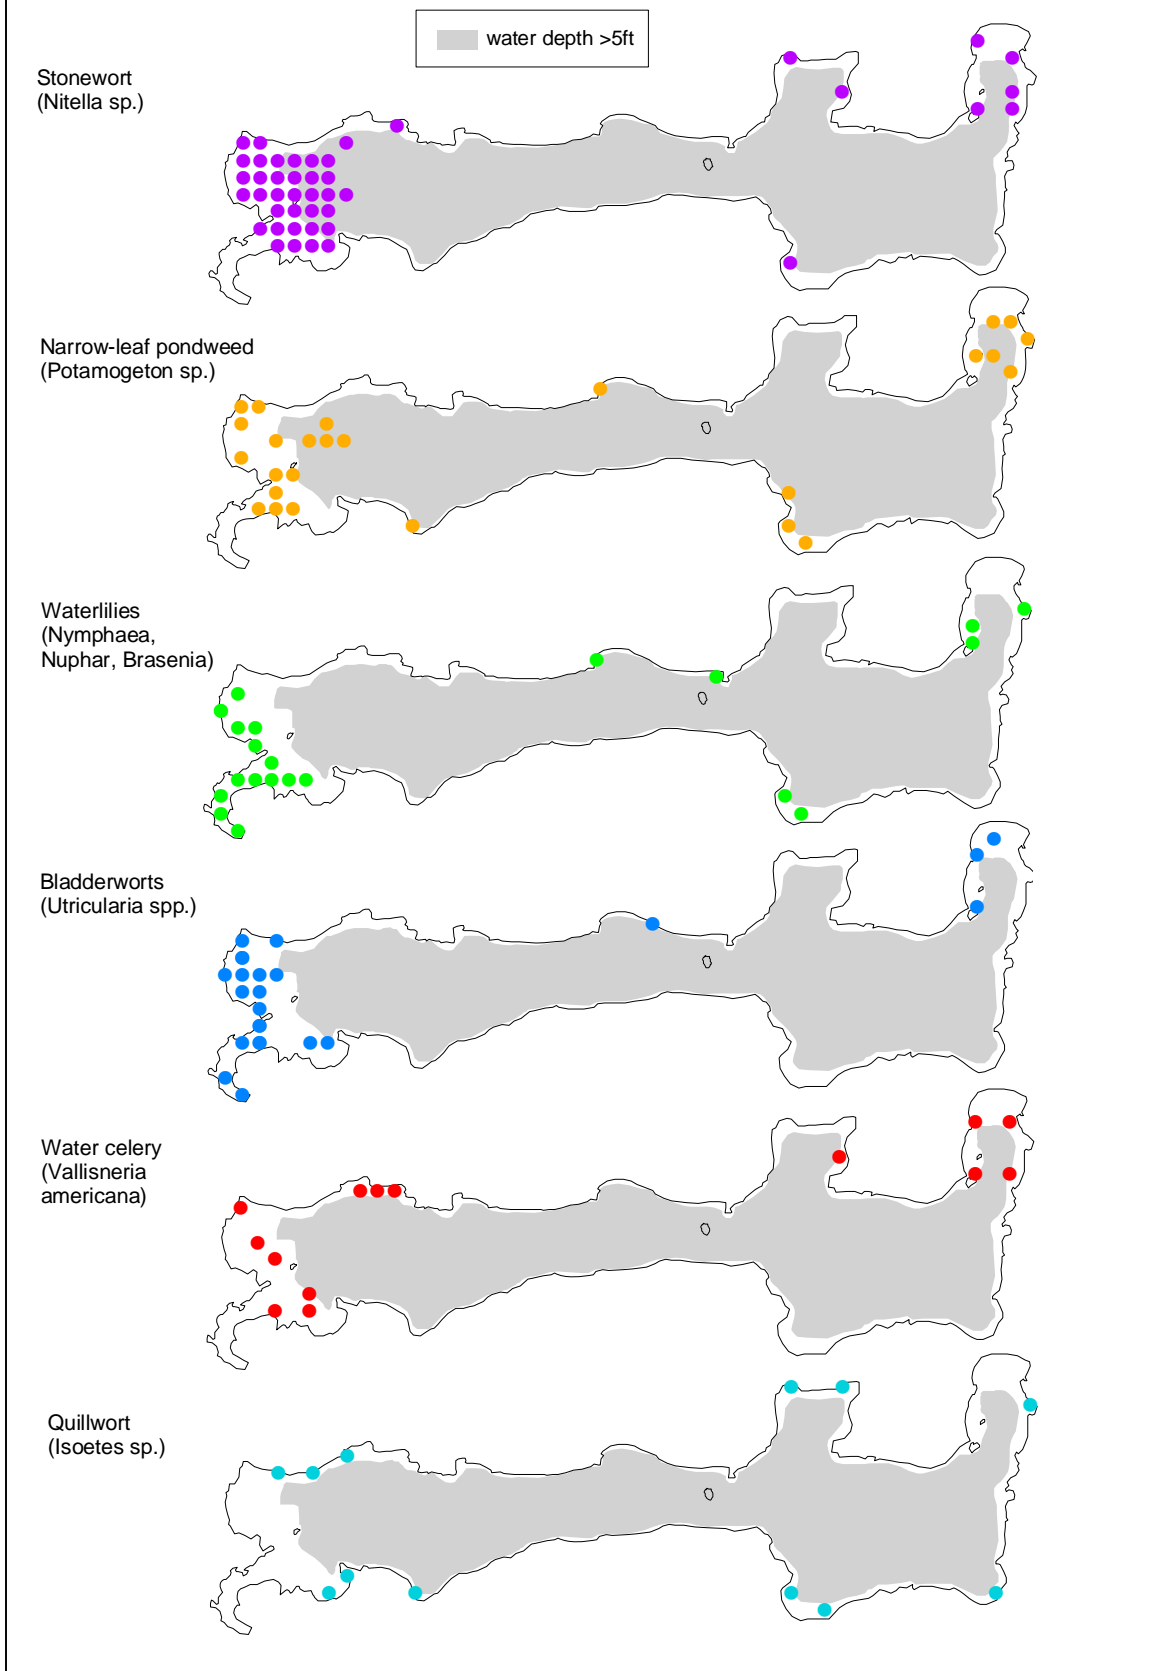 water depth >5ft
Stonewort
(Nitella sp.)
Narrow-leaf pondweed
(Potamogeton sp.)
Waterlilies
(Nymphaea,
Nuphar, Brasenia)
Bladderworts
(Utricularia spp.)
Water celery
(Vallisneria
americana)
Quillwort
(Isoetes sp.)